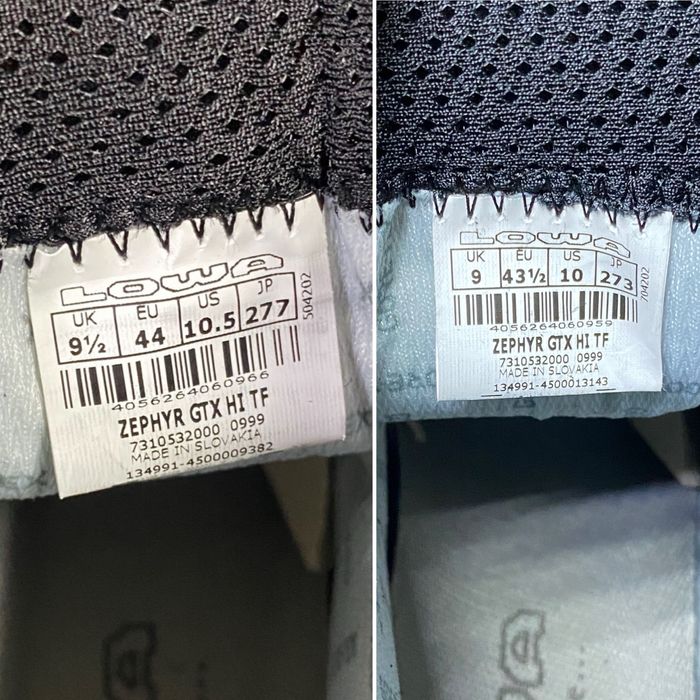 LOWA
UK EU US JP
9½ 44 10.5 277
504202
4056264060966
ZEPHYR GTX HI TF
7310532000 0999
MADE IN SLOVAKIA
134991-4500009382
LOWA
UK EU US JP
9 43½ 10 273
704202
4056264060959
ZEPHYR GTX HI TF
7310532000 0999
MADE IN SLOVAKIA
134991-4500013143